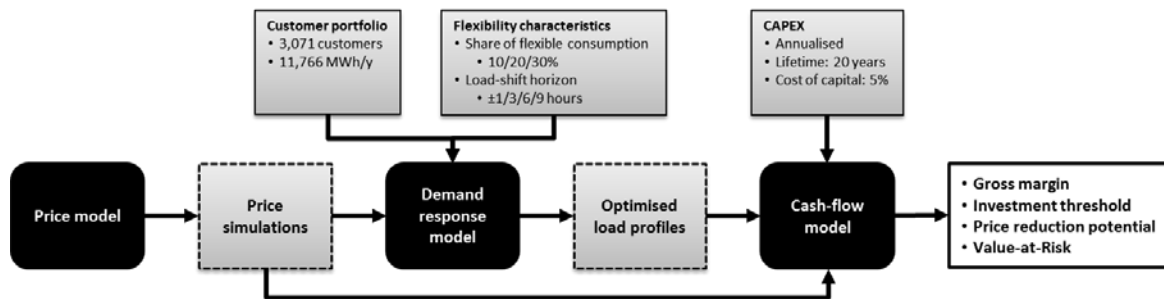 Customer portfolio
• 3,071 customers
• 11,766 MWh/y
Flexibility characteristics
• Share of flexible consumption
• 10/20/30%
• Load-shift horizon
• ±1/3/6/9 hours
CAPEX
• Annualised
• Lifetime: 20 years
• Cost of capital: 5%
Price model
Price
simulations
Demand
response
model
Optimised
load profiles
Cash-flow
model
• Gross margin
• Investment threshold
• Price reduction potential
• Value-at-Risk